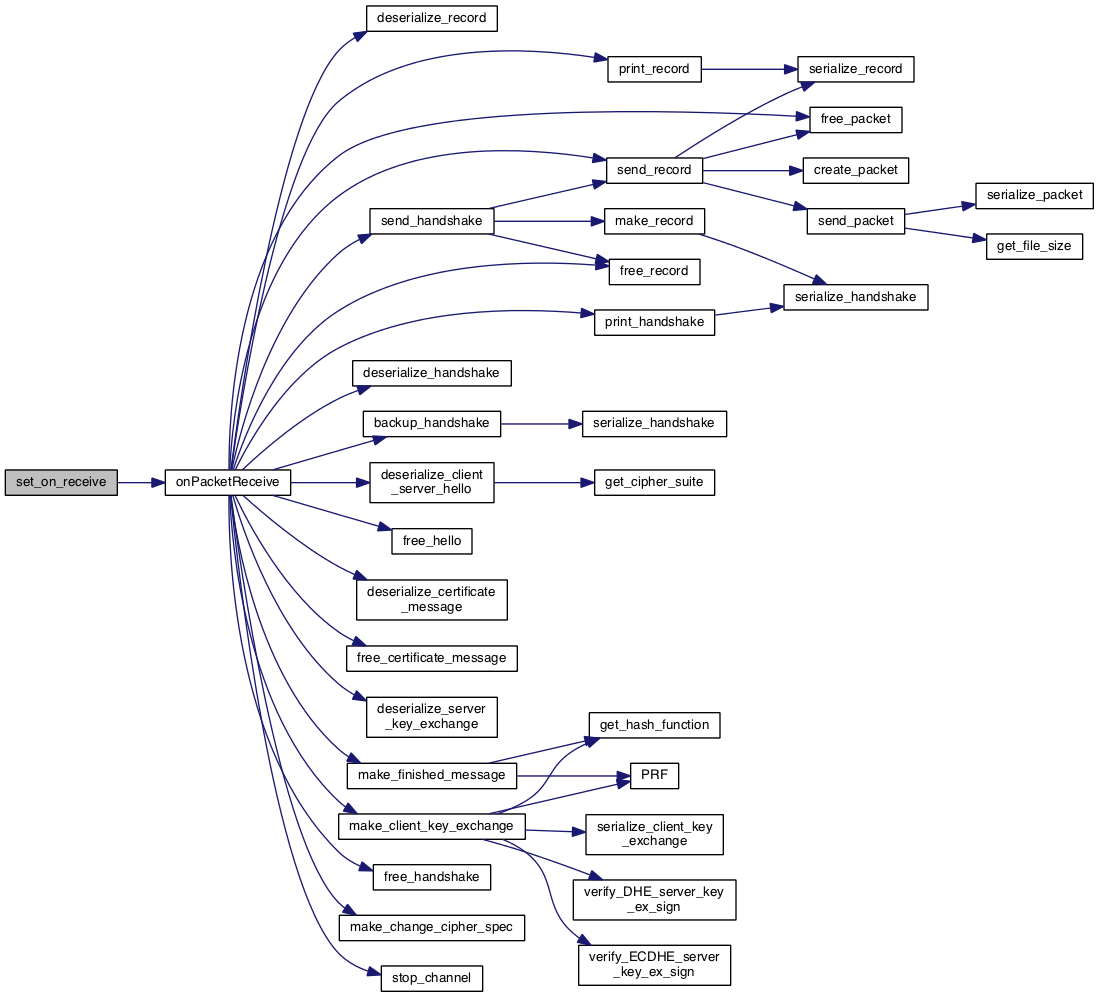 deserialize_record
print_record
serialize_record
free_packet
send_record
create_packet
serialize_packet
send_handshake
make_record
send_packet
get_file_size
free_record
serialize_handshake
print_handshake
deserialize_handshake
backup_handshake
serialize_handshake
set_on_receive
onPacketReceive
deserialize_client
_server_hello
get_cipher_suite
free_hello
deserialize_certificate
_message
free_certificate_message
deserialize_server
_key_exchange
get_hash_function
make_finished_message
PRF
make_client_key_exchange
serialize_client_key
_exchange
free_handshake
verify_DHE_server_key
_ex_sign
make_change_cipher_spec
verify_ECDHE_server
_key_ex_sign
stop_channel